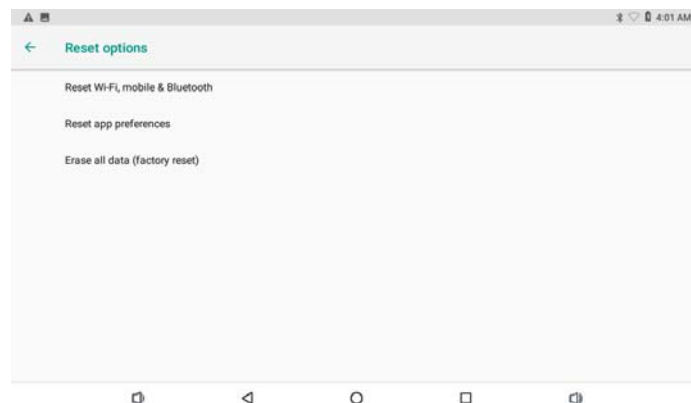 4:01 AM
Reset options
Reset Wi-Fi, mobile & Bluetooth
Reset app preferences
Erase all data (factory reset)